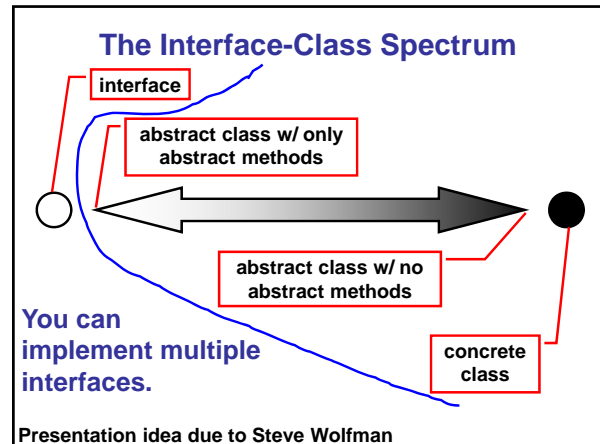 The Interface-Class Spectrum
interface
abstract class w/ only
abstract methods
abstract class w/ no
abstract methods
You can
implement multiple
interfaces.
concrete
class
Presentation idea due to Steve Wolfman